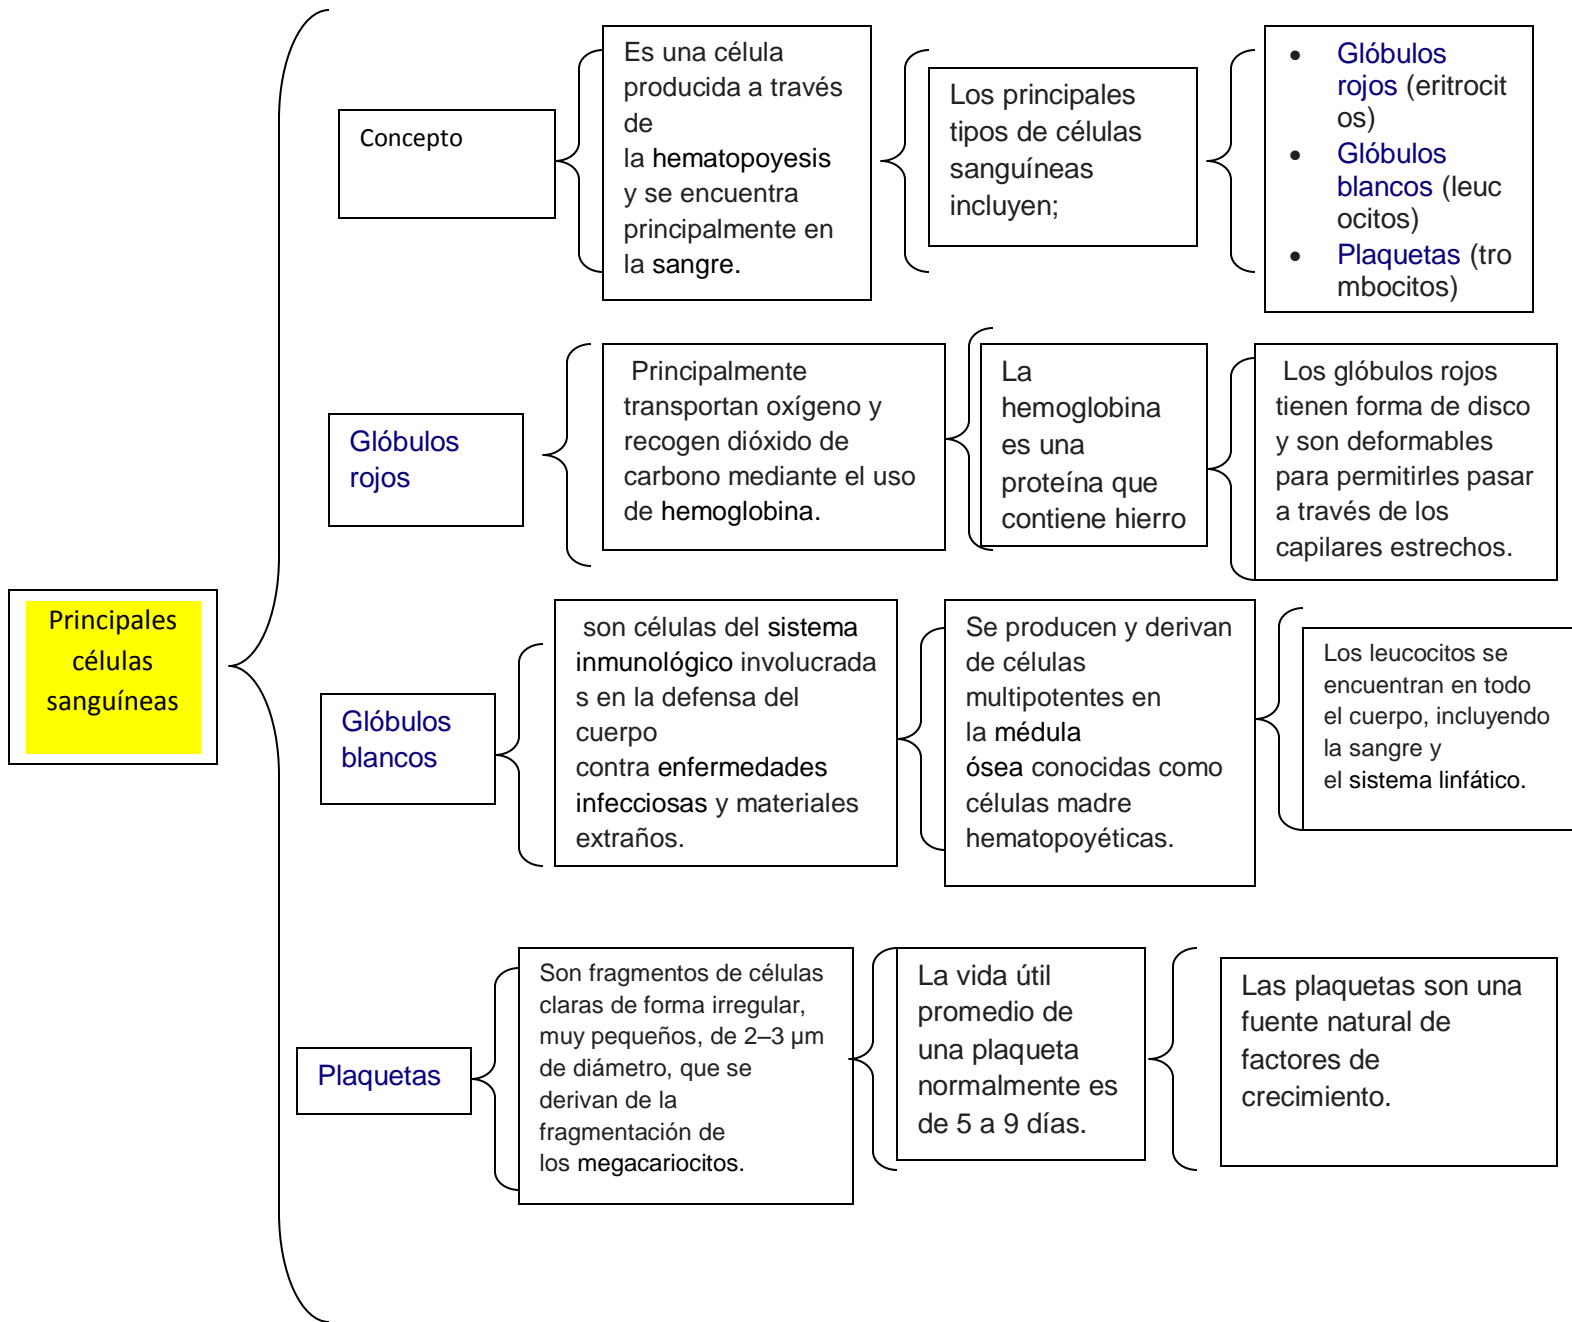 Principales
células
sanguíneas
Concepto
Es una célula
producida a través
de
la hematopoyesis
y se encuentra
principalmente en
la sangre.
Los principales
tipos de células
sanguíneas
incluyen;
• Glóbulos
rojos (eritrocit
os)
• Glóbulos
blancos (leuc
ocitos)
• Plaquetas (tro
mbocitos)
Glóbulos
rojos
Principalmente
transportan oxígeno y
recogen dióxido de
carbono mediante el uso
de hemoglobina.
La
hemoglobina
es una
proteína que
contiene hierro
Los glóbulos rojos
tienen forma de disco
y son deformables
para permitirles pasar
a través de los
capilares estrechos.
Glóbulos
blancos
son células del sistema
inmunológico involucrada
s en la defensa del
cuerpo
contra enfermedades
infecciosas y materiales
extraños.
Se producen y derivan
de células
multipotentes en
la médula
ósea conocidas como
células madre
hematopoyéticas.
Los leucocitos se
encuentran en todo
el cuerpo, incluyendo
la sangre y
el sistema linfático.
Plaquetas
Son fragmentos de células
claras de forma irregular,
muy pequeños, de 2–3 µm
de diámetro, que se
derivan de la
fragmentación de
los megacariocitos.
La vida útil
promedio de
una plaqueta
normalmente es
de 5 a 9 días.
Las plaquetas son una
fuente natural de
factores de
crecimiento.